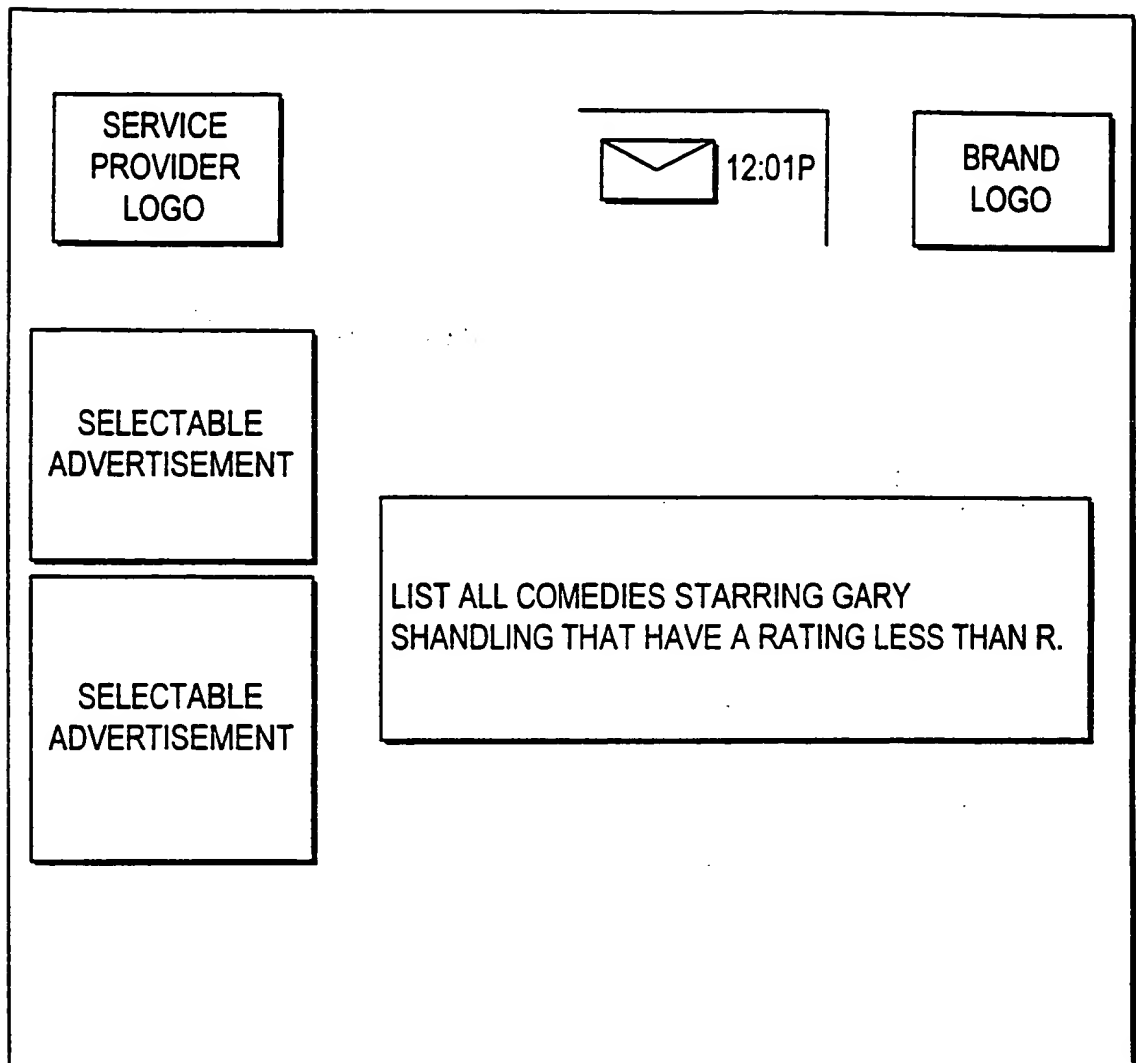 SERVICE
PROVIDER
LOGO
12:01P
BRAND
LOGO
SELECTABLE
ADVERTISEMENT
LIST ALL COMEDIES STARRING GARY
SHANDLING THAT HAVE A RATING LESS THAN R.
SELECTABLE
ADVERTISEMENT